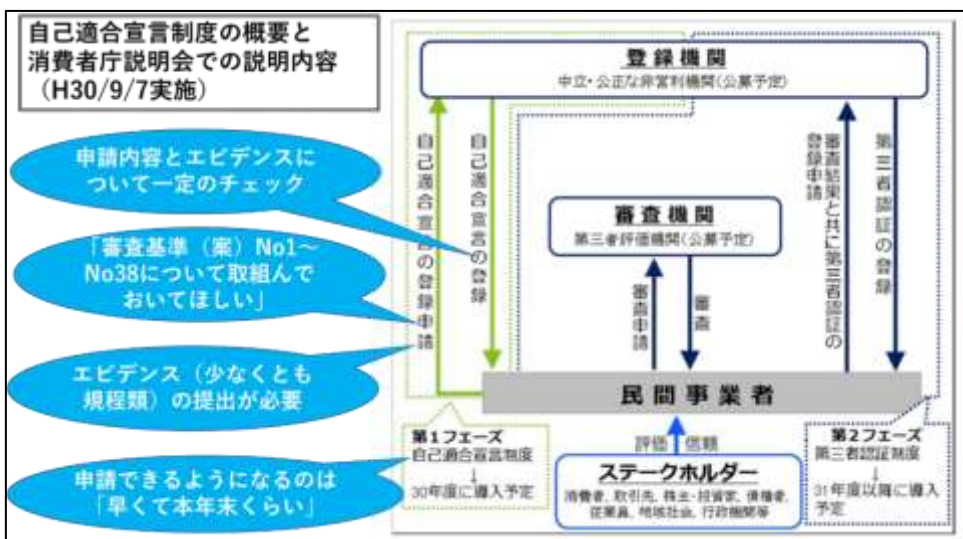 自己適合宣言制度の概要と
消費者庁説明会での説明内容
（H30/9/7実施）
申請内容とエビデンスに
ついて一定のチェック
「審査基準（案）No1～
No38について取組んで
おいてほしい」
エビデンス（少なくとも
規程類）の提出が必要
申請できるようになるのは
「早くて本年末くらい」
登録機関
中立・公正な非営利機関(公募予定)
自己適合宣言の登録申請
自己適合宣言の登録
審査機関
第三者評価機関(公募予定)
審査申請
審査
審査結果と共に第三者認証の
登録申請
第三者認証の登録
民間事業者
第1フェーズ
自己適合宣言制度
↓
30年度に導入予定
評価 信頼
ステークホルダー
消費者、取引先、株主・投資家、債権者、
従業員、地域社会、行政機関等
第2フェーズ
第三者認証制度
↓
31年度以降に導入
予定